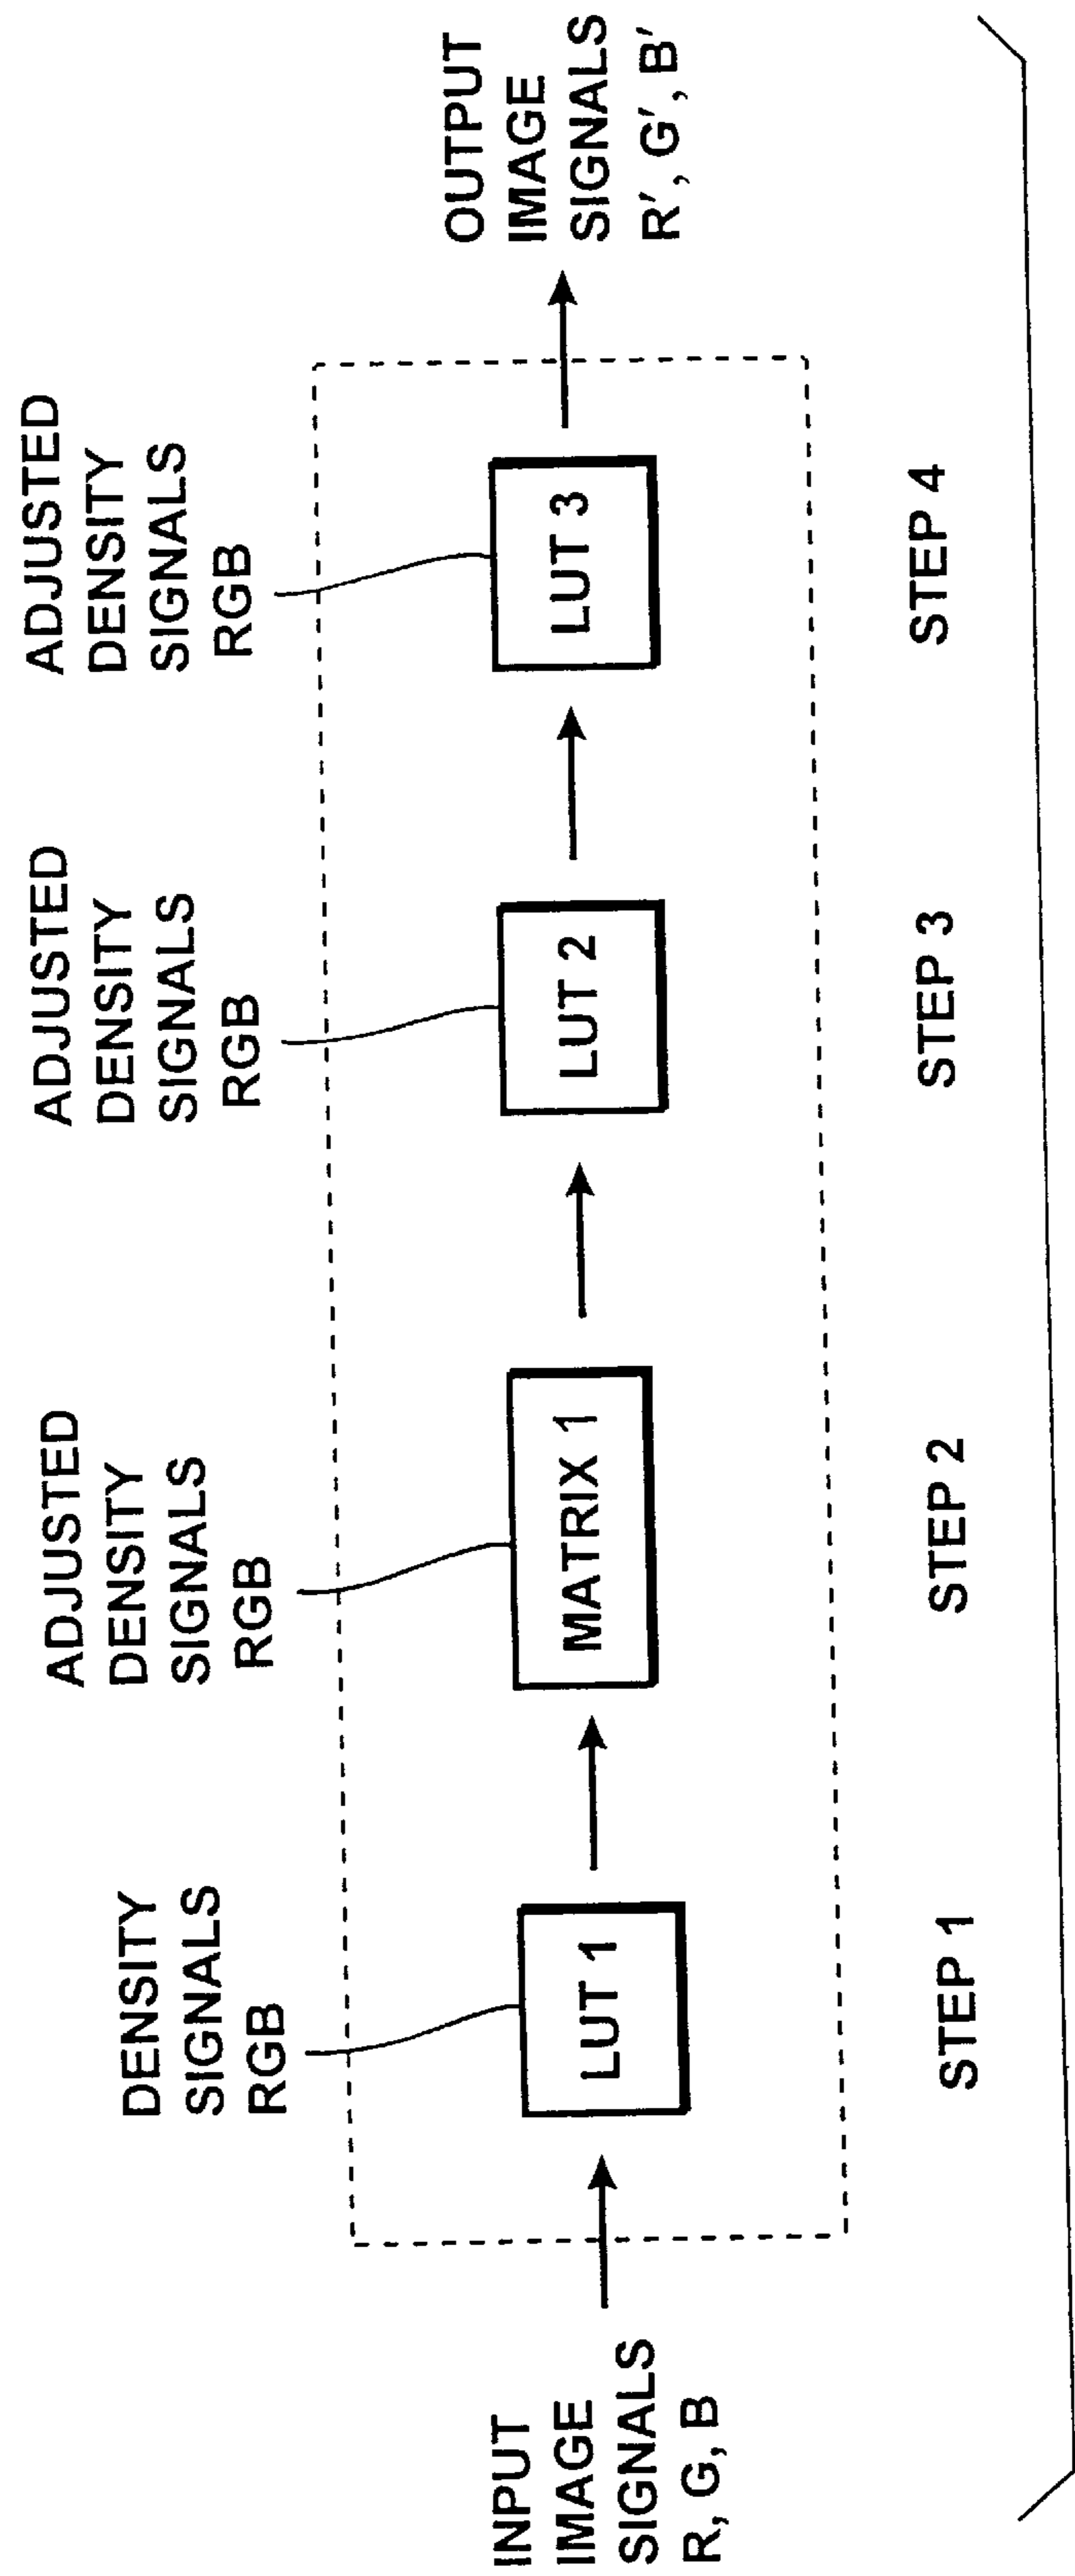 INPUT
IMAGE
SIGNALS
R, G, B
DENSITY
SIGNALS
RGB
LUT 1
STEP 1
ADJUSTED
DENSITY
SIGNALS
RGB
MATRIX 1
STEP 2
ADJUSTED
DENSITY
SIGNALS
RGB
LUT 2
STEP 3
ADJUSTED
DENSITY
SIGNALS
RGB
LUT 3
STEP 4
OUTPUT
IMAGE
SIGNALS
R′, G′, B′